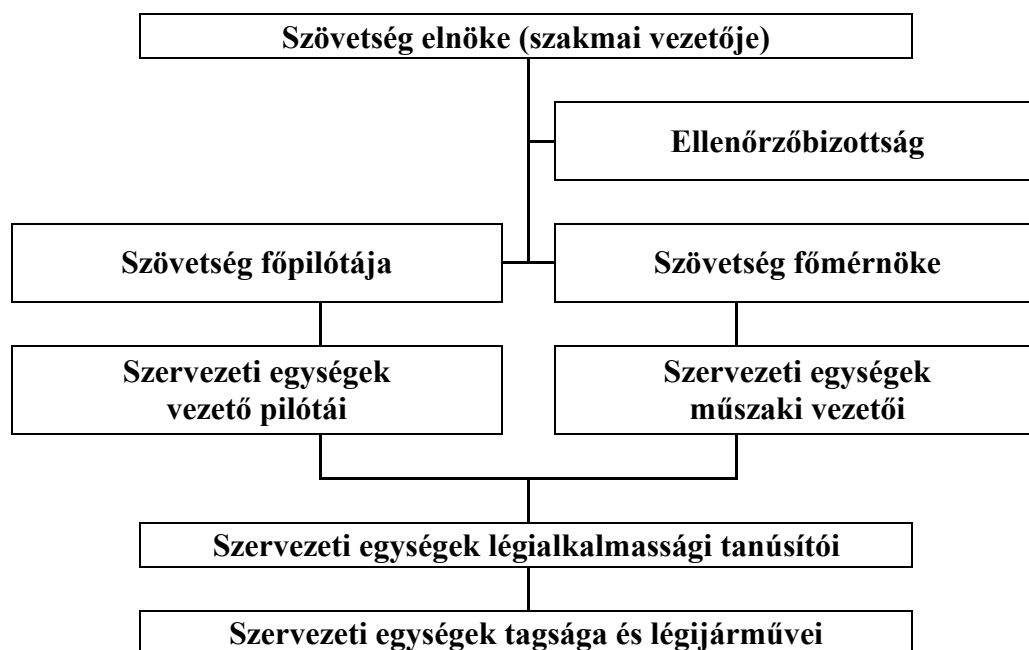 Szövetség elnöke (szakmai vezetője)
Ellenőrzőbizottság
Szövetség főpilótája
Szövetség főmérnöke
Szervezeti egységek
vezető pilótái
Szervezeti egységek
műszaki vezetői
Szervezeti egységek légialkalmassági tanúsítói
Szervezeti egységek tagsága és légijárművei